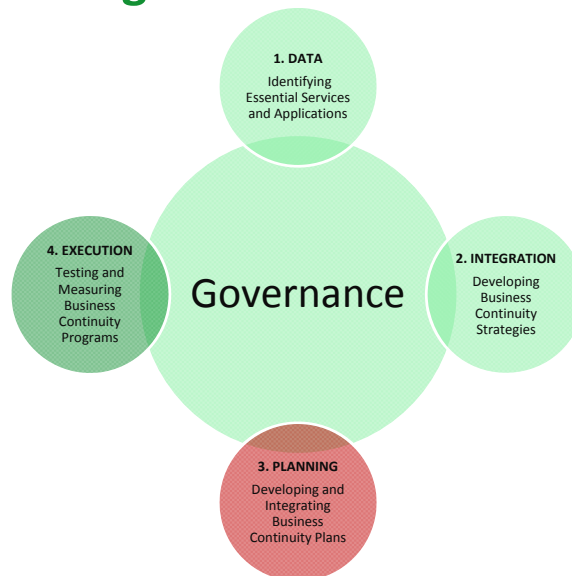 1. DATA
Identifying
Essential Services
and Applications
4. EXECUTION
Testing and
Measuring
Business
Continuity
Programs
Governance
2. INTEGRATION
Developing
Business
Continuity
Strategies
3. PLANNING
Developing and
Integrating
Business
Continuity Plans